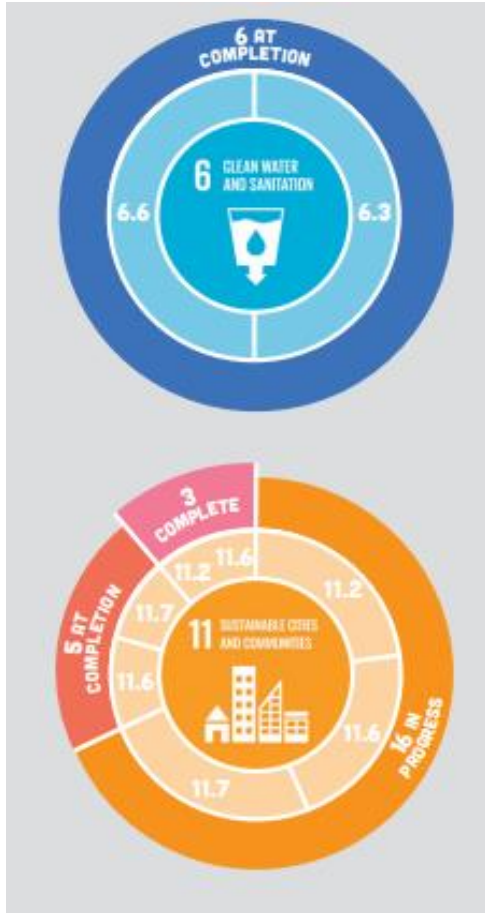 6 AT
COMPLETION
6 CLEAN WATER
AND SANITATION
6.6
6.3
3
COMPLETE
5 AT
COMPLETION
11.2
11.6
11.2
11.7
11 SUSTAINABLE CITIES
AND COMMUNITIES
11.6
11.6
16 IN
PROGRESS
11.7